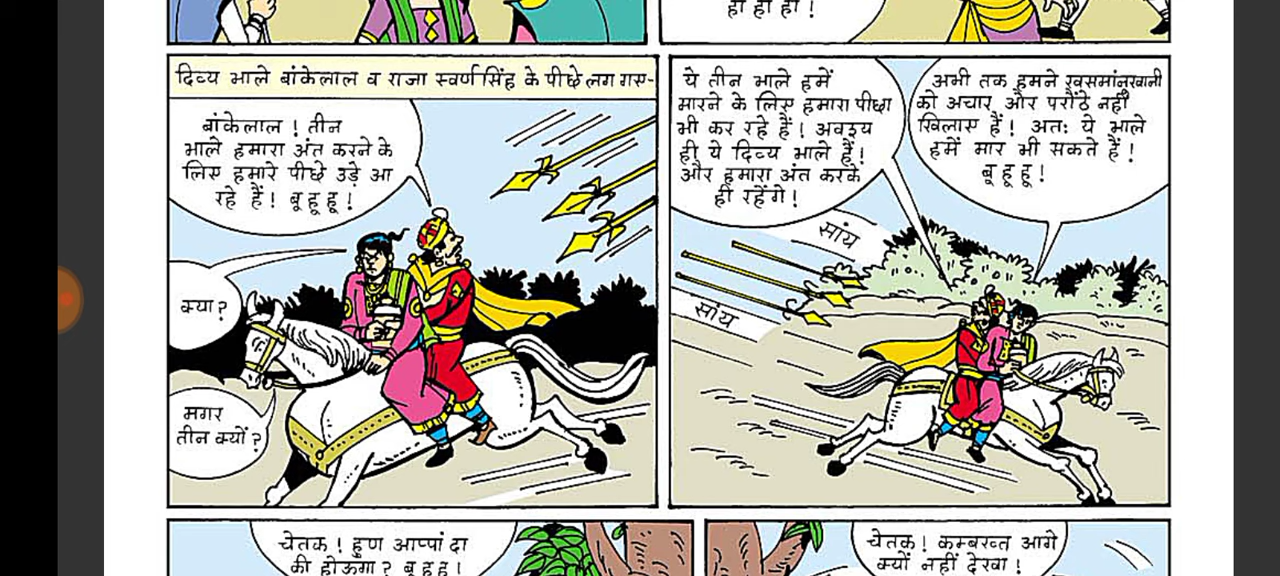 हा हा हा !
दिव्य भाले बांकेलाल व राजा स्वर्णसिंह के पीछे लग गए-
बांकेलाल ! तीन
भाले हमारा अंत करने के
लिए हमारे पीछे उड़े आ
रहे हैं ! बू हू हू !
क्या ?
मगर
तीन क्यों ?
ये तीन भाले हमें
मारने के लिए हमारा पीछा
भी कर रहे हैं ! अवश्य
ही ये दिव्य भाले हैं !
और हमारा अंत करके
ही रहेंगे !
अभी तक हमने
को अचार और परौंठे नहीं
खिलाए हैं ! अतः ये भाले
हमें मार भी सकते हैं !
बू हू हू !
सांय
सांय
चेतक ! हुण आप्पां दा
की होऊगा ? बू हू हू !
चेतक ! कम्बख्त आगे
क्यों नहीं देखा !